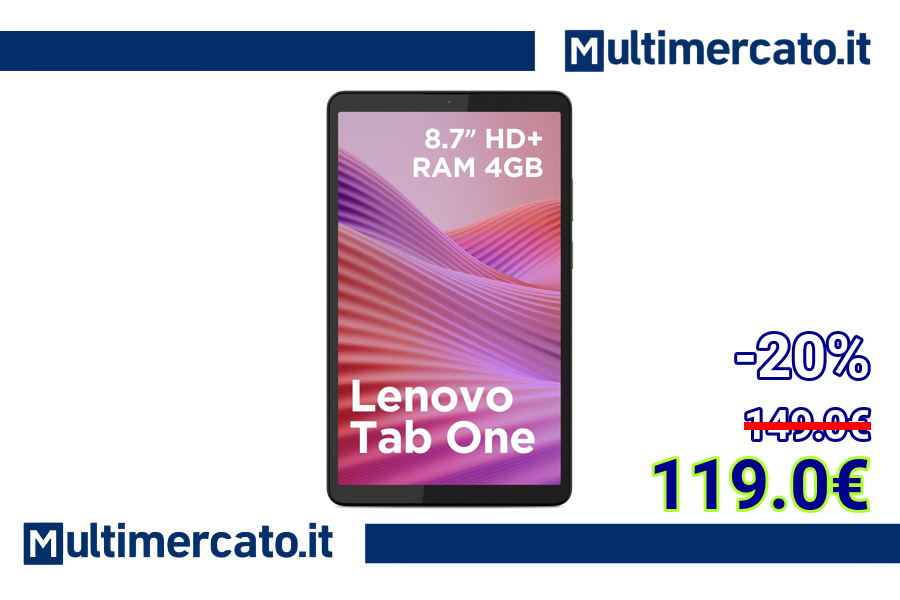 Multimercato.it
8.7” HD+
RAM 4GB
Lenovo
Tab One
-20%
149.0€
119.0€
Multimercato.it